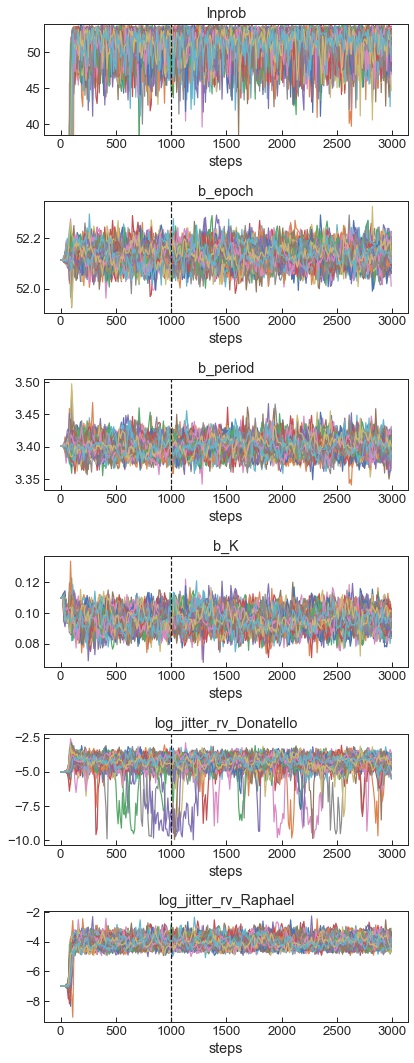 lnprob
50
45
40
0 500 1000 1500 2000 2500 3000
steps
b_epoch
52.2
52.0
0 500 1000 1500 2000 2500 3000
steps
b_period
3.50
3.45
3.40
3.35
0 500 1000 1500 2000 2500 3000
steps
b_K
0.12
0.10
0.08
0 500 1000 1500 2000 2500 3000
steps
log_jitter_rv_Donatello
−2.5
−5.0
−7.5
−10.0
0 500 1000 1500 2000 2500 3000
steps
log_jitter_rv_Raphael
−2
−4
−6
−8
0 500 1000 1500 2000 2500 3000
steps